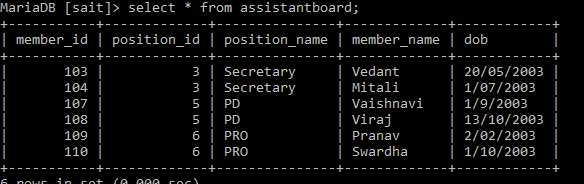 MariaDB [sait]> select * from assistantboard;
+-----------+-------------+---------------+-------------+------------+
| member_id | position_id | position_name | member_name | dob        |
+-----------+-------------+---------------+-------------+------------+
|       103 |           3 | Secretary     | Vedant      | 20/05/2003 |
|       104 |           3 | Secretary     | Mitali      | 1/07/2003  |
|       107 |           5 | PD            | Vaishnavi   | 1/9/2003   |
|       108 |           5 | PD            | Viraj       | 13/10/2003 |
|       109 |           6 | PRO           | Pranav      | 2/02/2003  |
|       110 |           6 | PRO           | Swardha     | 1/10/2003  |
+-----------+-------------+---------------+-------------+------------+
6 rows in set (0.000 sec)